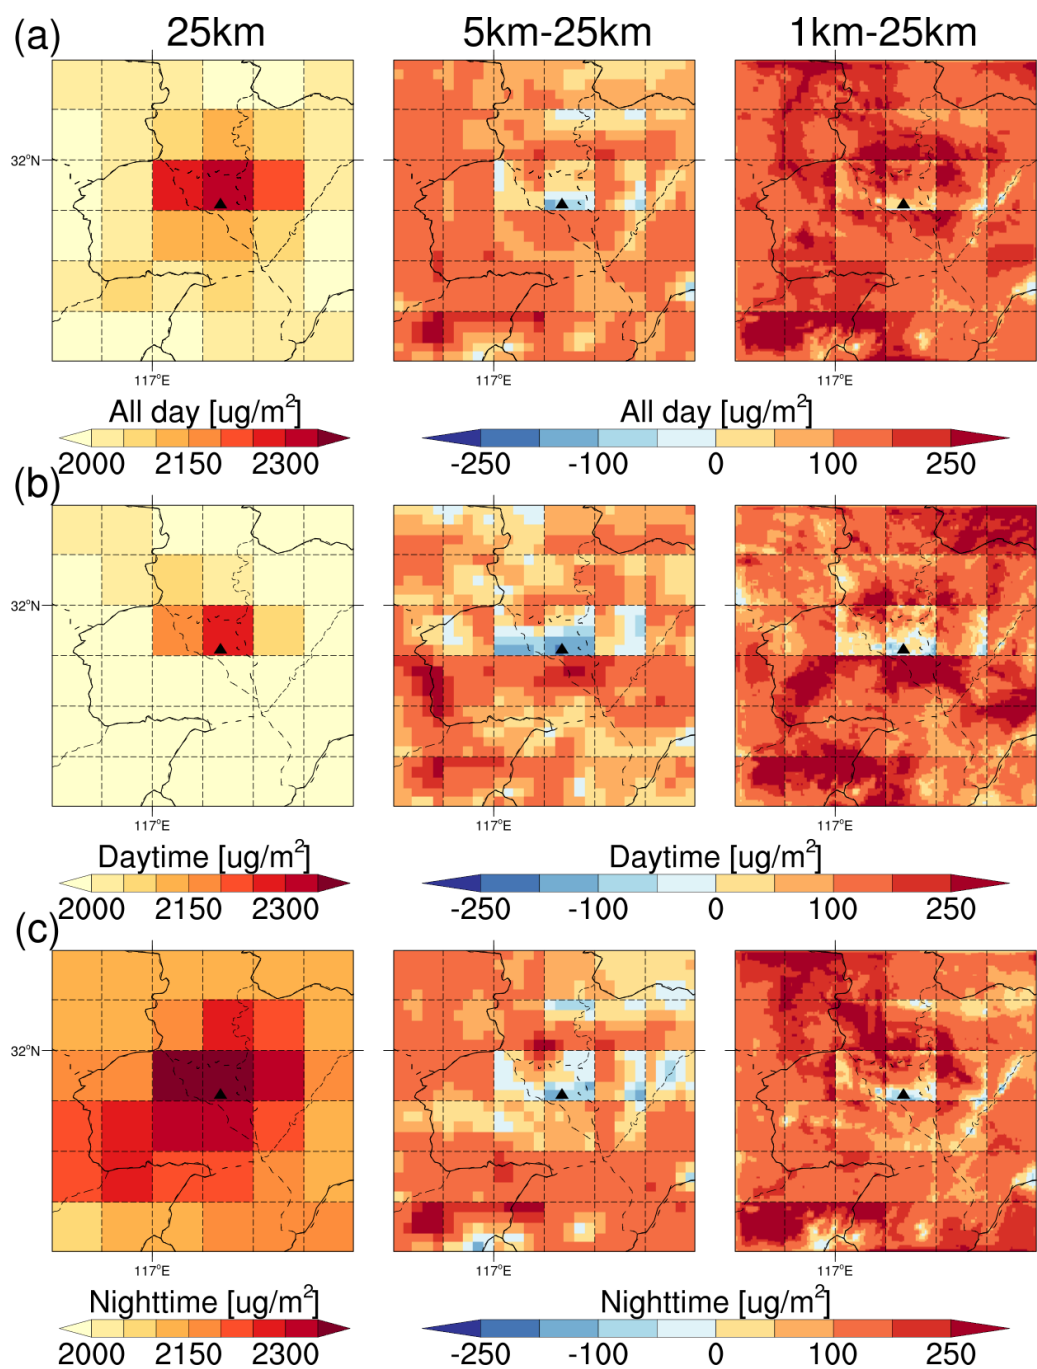 (a) 25km 5km-25km 1km-25km
32°N
117°E 117°E 117°E
All day [ug/m²] All day [ug/m²]
2000 2150 2300 -250 -100 0 100 250
(b)
32°N
117°E 117°E 117°E
Daytime [ug/m²] Daytime [ug/m²]
2000 2150 2300 -250 -100 0 100 250
(c)
32°N
117°E 117°E 117°E
Nighttime [ug/m²] Nighttime [ug/m²]
2000 2150 2300 -250 -100 0 100 250